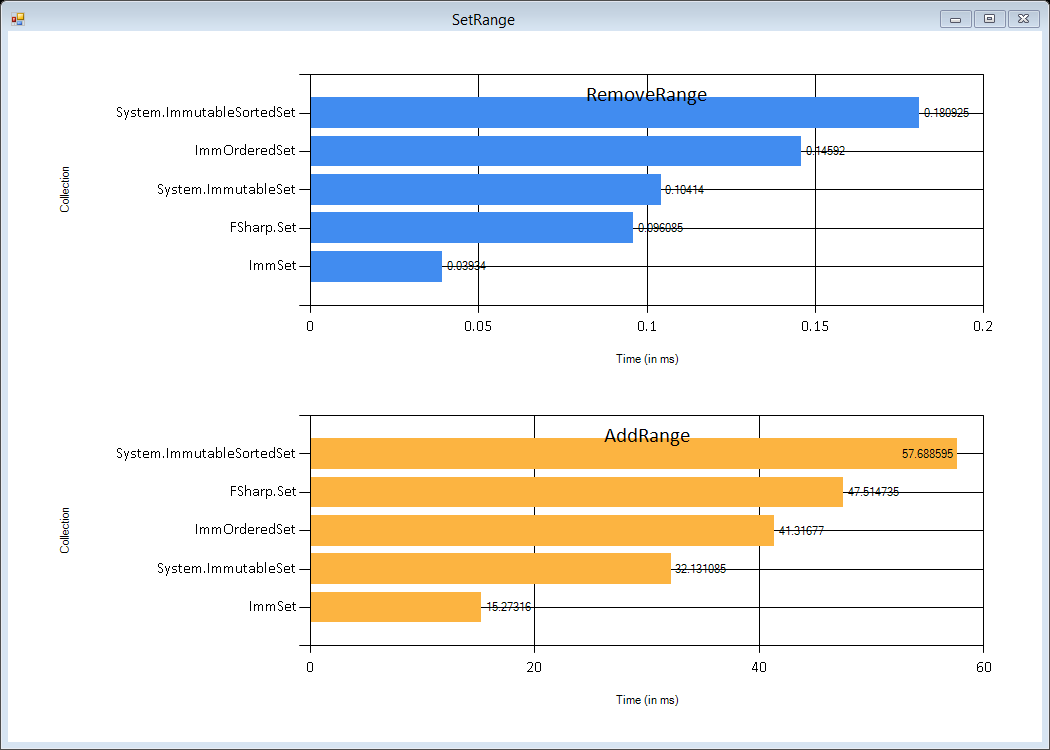 SetRange
RemoveRange
System.ImmutableSortedSet
0.180925
ImmOrderedSet
0.14592
System.ImmutableSet
0.10414
FSharp.Set
0.096085
ImmSet
0.03934
Collection
0 0.05 0.1 0.15 0.2
Time (in ms)
AddRange
System.ImmutableSortedSet
57.688595
FSharp.Set
47.514735
ImmOrderedSet
41.31677
System.ImmutableSet
32.131085
ImmSet
15.27316
Collection
0 20 40 60
Time (in ms)